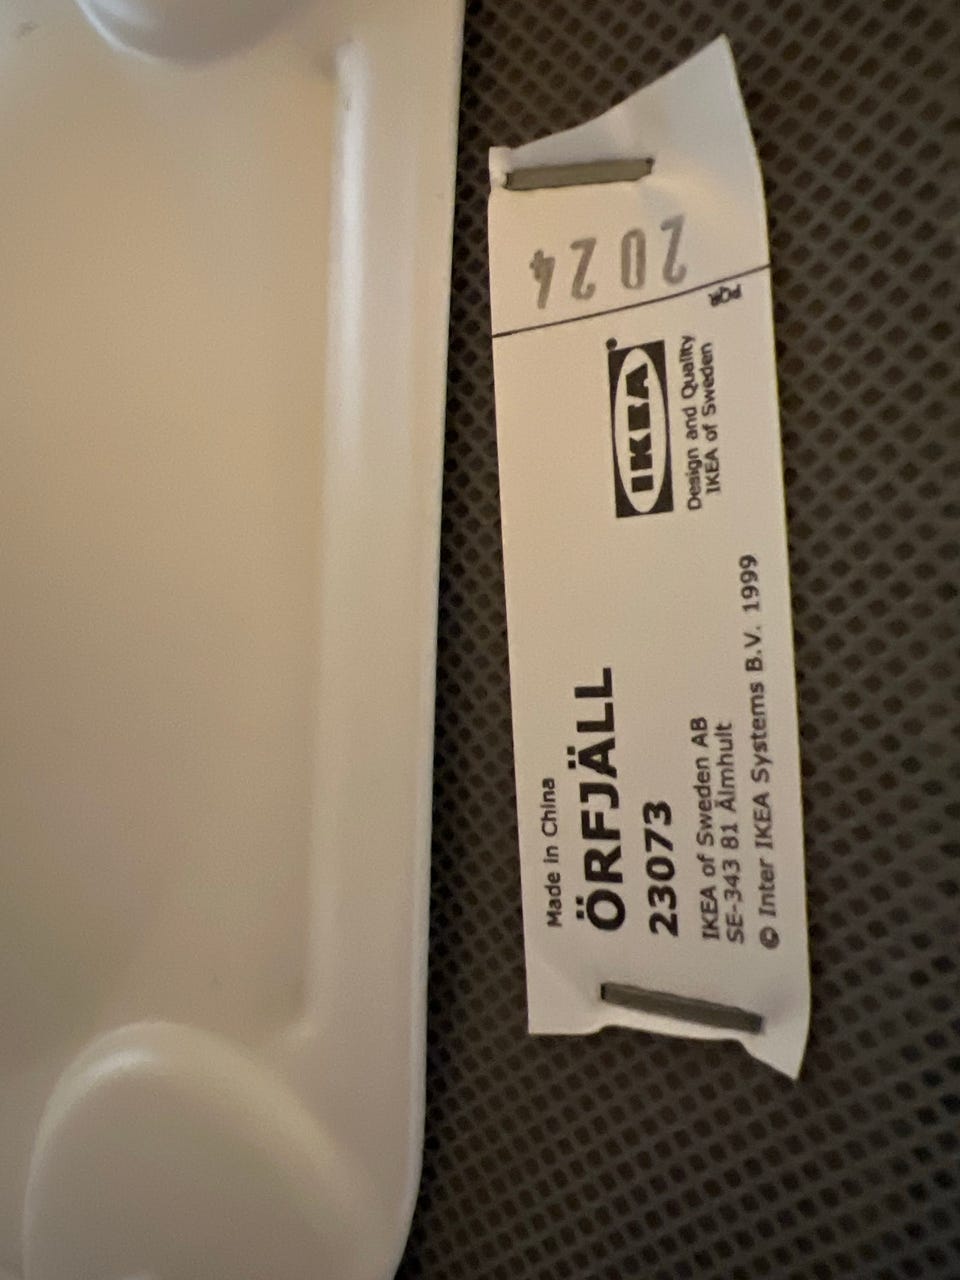 Made in China
ÖRFJÄLL
23073
IKEA of Sweden AB
SE-343 81 Älmhult
© Inter IKEA Systems B.V. 1999
IKEA
Design and Quality
IKEA of Sweden
2024